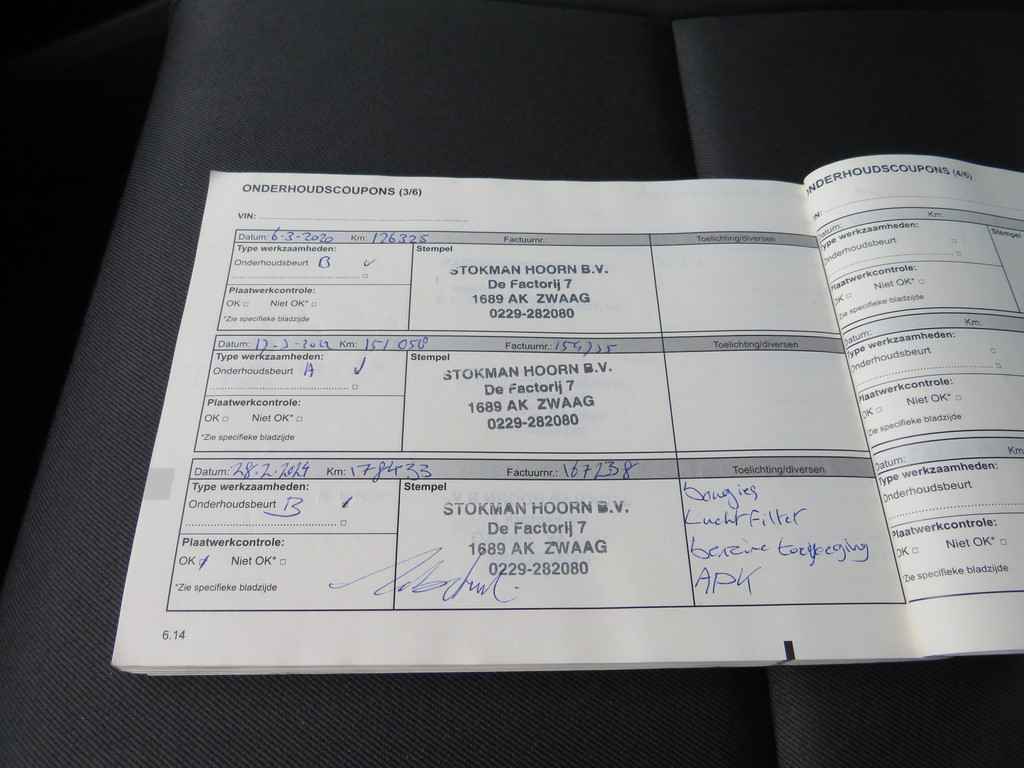 ONDERHOUDSCOUPONS (3/6)
VIN:
Datum: 6-3-2020 Km: 126325 Factuurnr.: Toelichting/diversen
Type werkzaamheden: Stempel
Onderhoudsbeurt B
Plaatwerkcontrole:
OK Niet OK*
*Zie specifieke bladzijde
STOKMAN HOORN B.V.
De Factorij 7
1689 AK ZWAAG
0229-282080
Datum: Km: 151050 Factuurnr.: Toelichting/diversen
Type werkzaamheden: Stempel
Onderhoudsbeurt A
Plaatwerkcontrole:
OK Niet OK*
*Zie specifieke bladzijde
STOKMAN HOORN B.V.
De Factorij 7
1689 AK ZWAAG
0229-282080
Datum: 28-2-2024 Km: 178433 Factuurnr.: 167238 Toelichting/diversen
Type werkzaamheden: Stempel
Onderhoudsbeurt B
Plaatwerkcontrole:
OK Niet OK*
*Zie specifieke bladzijde
STOKMAN HOORN B.V.
De Factorij 7
1689 AK ZWAAG
0229-282080
bougies
Luchtfilter
benzine toevoeging
APK
6.14
ONDERHOUDSCOUPONS (4/6)
Datum: Km:
Type werkzaamheden: Stempel
Onderhoudsbeurt
Plaatwerkcontrole:
OK Niet OK*
*Zie specifieke bladzijde
Datum: Km:
Type werkzaamheden:
Onderhoudsbeurt
Plaatwerkcontrole:
OK Niet OK*
*Zie specifieke bladzijde
Datum: Km:
Type werkzaamheden:
Onderhoudsbeurt
Plaatwerkcontrole:
OK Niet OK*
*Zie specifieke bladzijde